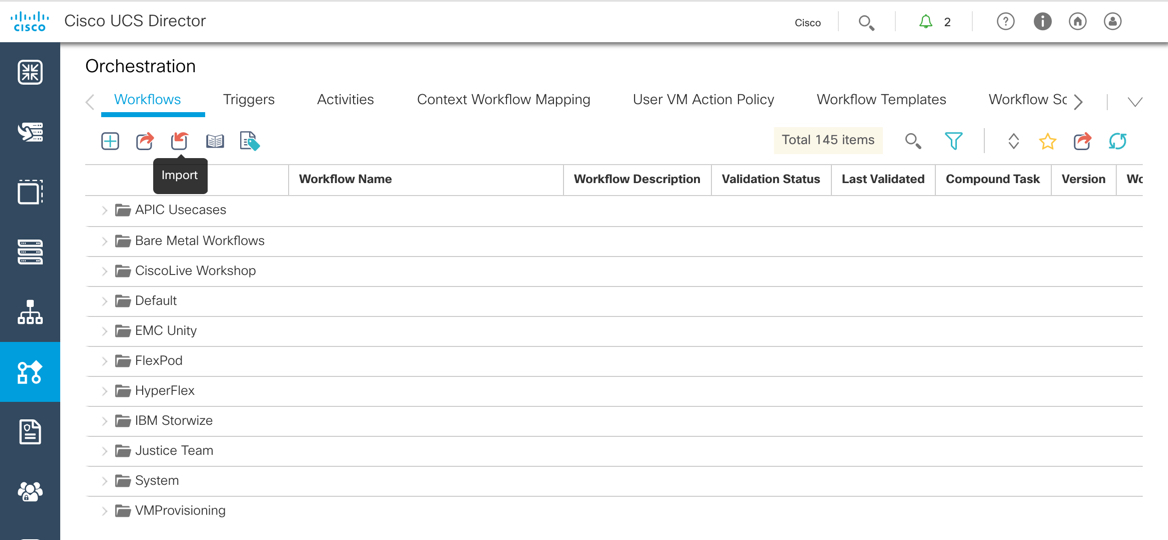 CISCO
Cisco UCS Director
Cisco
2
Orchestration
Workflows Triggers Activities Context Workflow Mapping User VM Action Policy Workflow Templates Workflow Sc
Total 145 items
Import
Workflow Name Workflow Description Validation Status Last Validated Compound Task Version Wo
APIC Usecases
Bare Metal Workflows
CiscoLive Workshop
Default
EMC Unity
FlexPod
HyperFlex
IBM Storwize
Justice Team
System
VMProvisioning